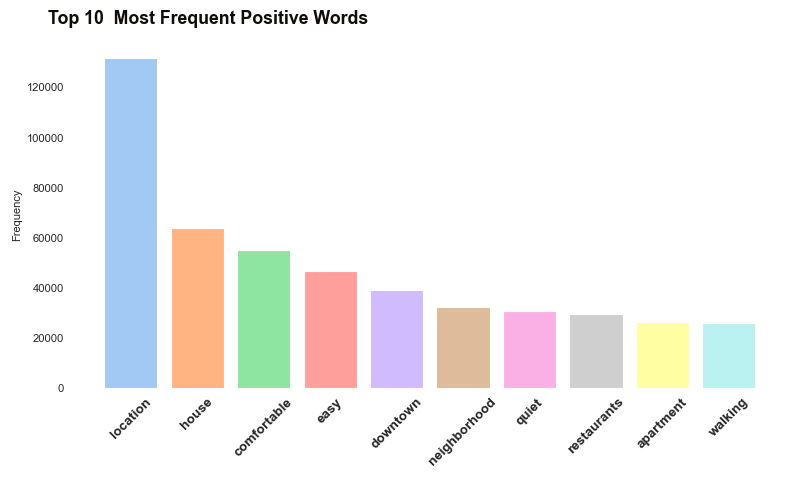 Top 10  Most Frequent Positive Words
Frequency
120000
100000
80000
60000
40000
20000
0
location
house
comfortable
easy
downtown
neighborhood
quiet
restaurants
apartment
walking